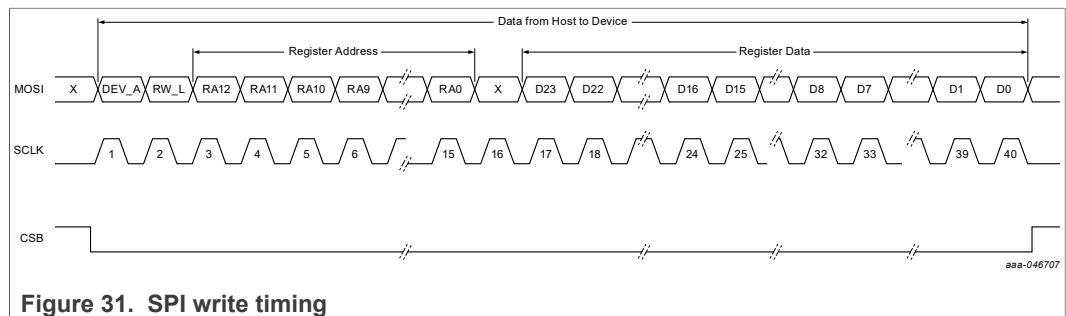 Data from Host to Device
Register Address Register Data
MOSI X DEV_A RW_L RA12 RA11 RA10 RA9 RA0 X D23 D22 D16 D15 D8 D7 D1 D0
SCLK 1 2 3 4 5 6 15 16 17 18 24 25 32 33 39 40
CSB
aaa-046707
Figure 31. SPI write timing